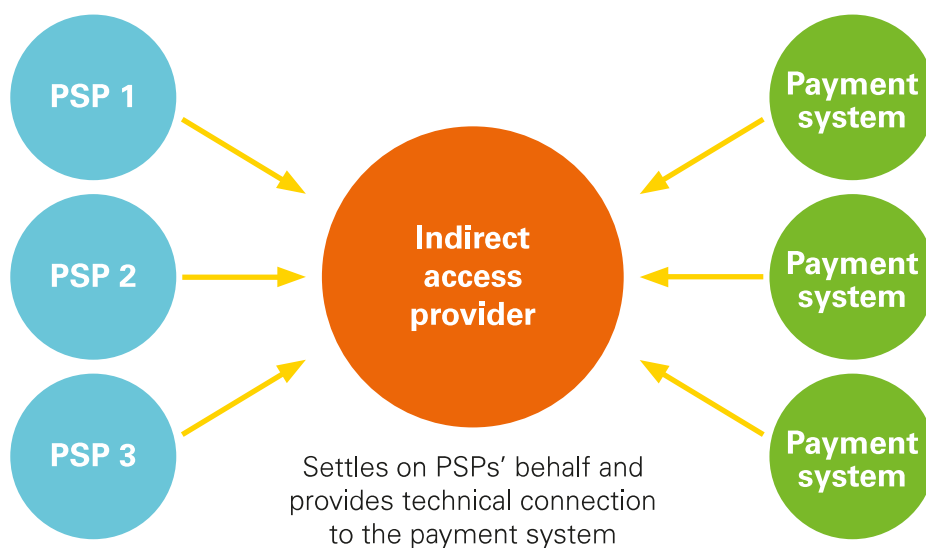 PSP 1
PSP 2
PSP 3
Indirect
access
provider
Settles on PSPs’ behalf and
provides technical connection
to the payment system
Payment
system
Payment
system
Payment
system